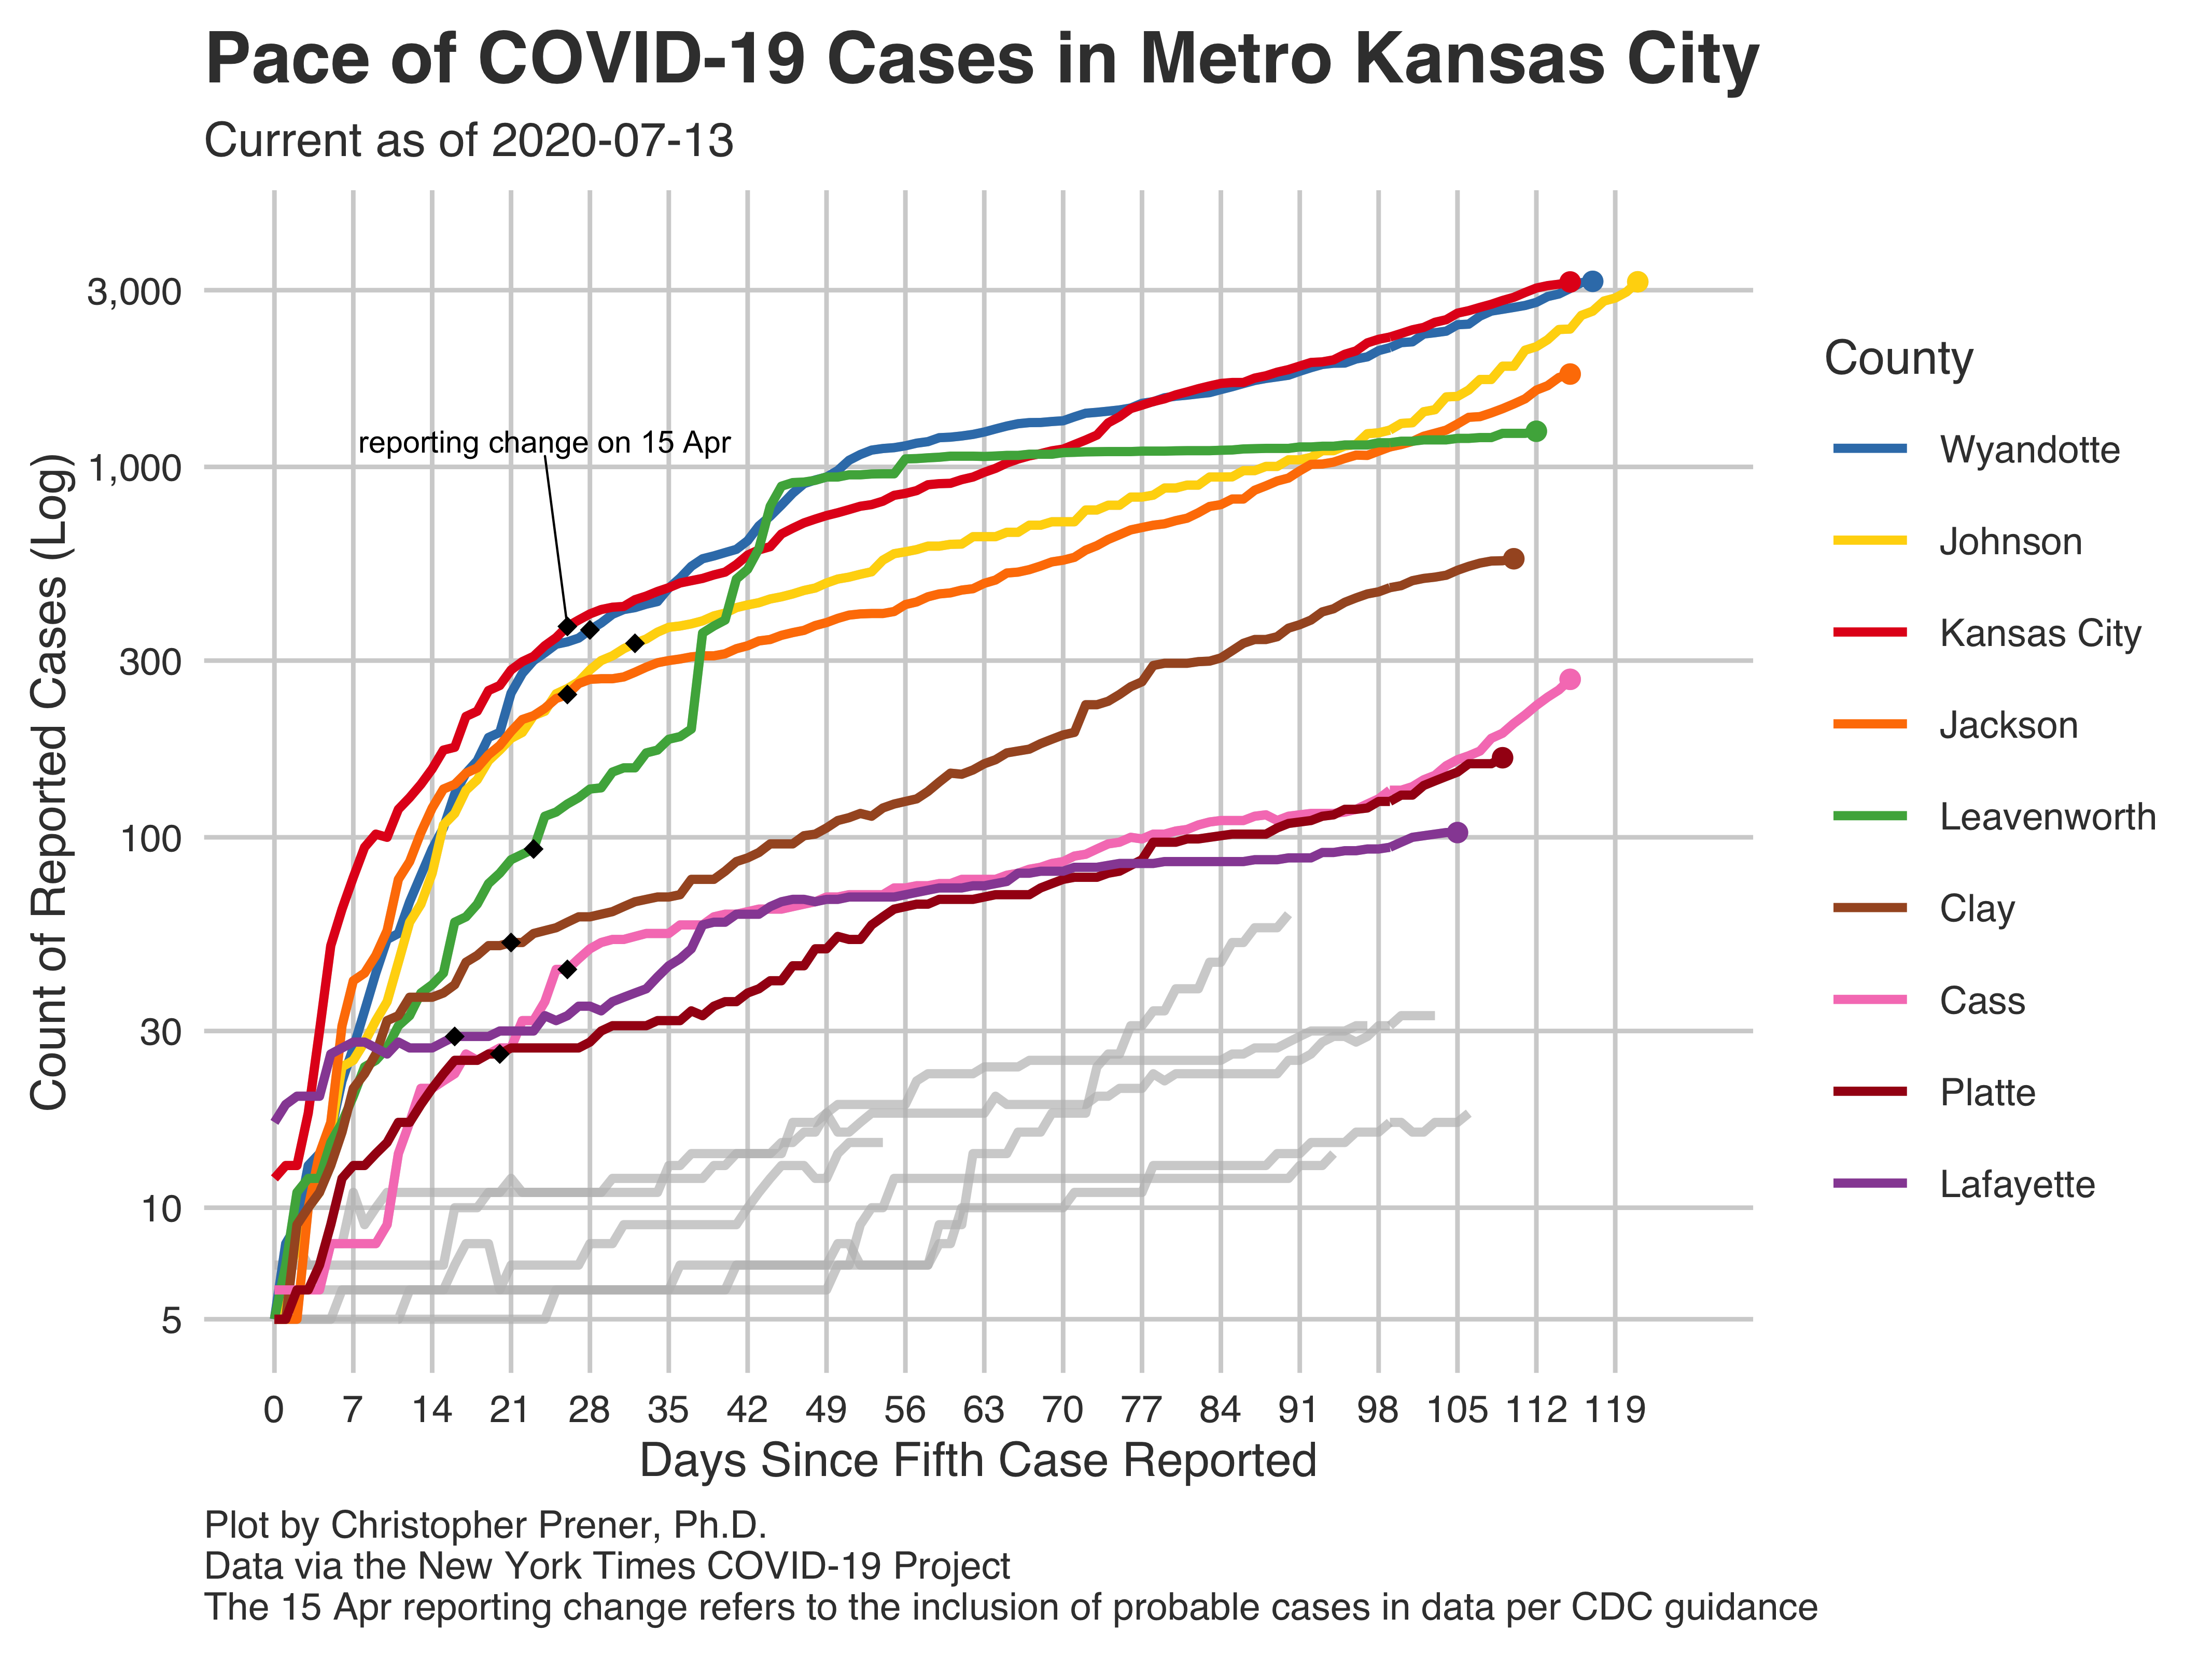 Pace of COVID-19 Cases in Metro Kansas City
Current as of 2020-07-13
Count of Reported Cases (Log)
3,000
1,000
300
100
30
10
5
reporting change on 15 Apr
0 7 14 21 28 35 42 49 56 63 70 77 84 91 98 105 112 119
Days Since Fifth Case Reported
County
Wyandotte
Johnson
Kansas City
Jackson
Leavenworth
Clay
Cass
Platte
Lafayette
Plot by Christopher Prener, Ph.D.
Data via the New York Times COVID-19 Project
The 15 Apr reporting change refers to the inclusion of probable cases in data per CDC guidance